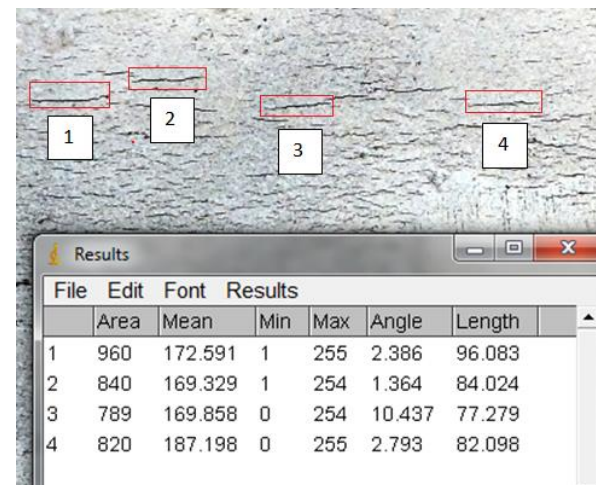 1
2
3
4
Results
File Edit Font Results
Area Mean Min Max Angle Length
1 960 172.591 1 255 2.386 96.083
2 840 169.329 1 254 1.364 84.024
3 789 169.858 0 254 10.437 77.279
4 820 187.198 0 255 2.793 82.098